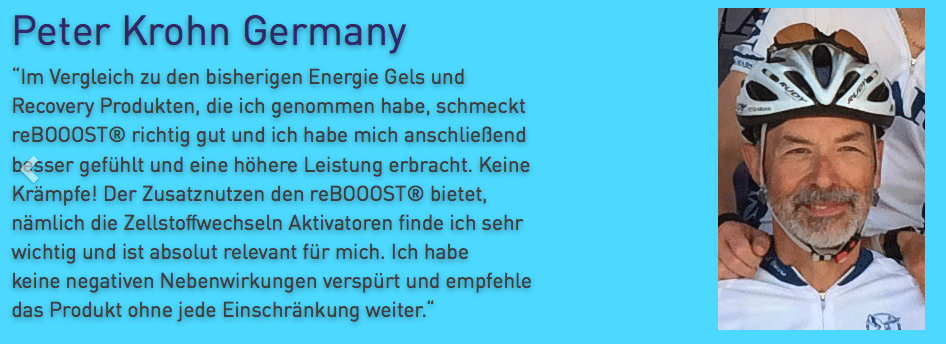 Peter Krohn Germany
“Im Vergleich zu den bisherigen Energie Gels und
Recovery Produkten, die ich genommen habe, schmeckt
reBOOOST® richtig gut und ich habe mich anschließend
besser gefühlt und eine höhere Leistung erbracht. Keine
Krämpfe! Der Zusatznutzen den reBOOOST® bietet,
nämlich die Zellstoffwechseln Aktivatoren finde ich sehr
wichtig und ist absolut relevant für mich. Ich habe
keine negativen Nebenwirkungen verspürt und empfehle
das Produkt ohne jede Einschränkung weiter.“
RUDY RUDY